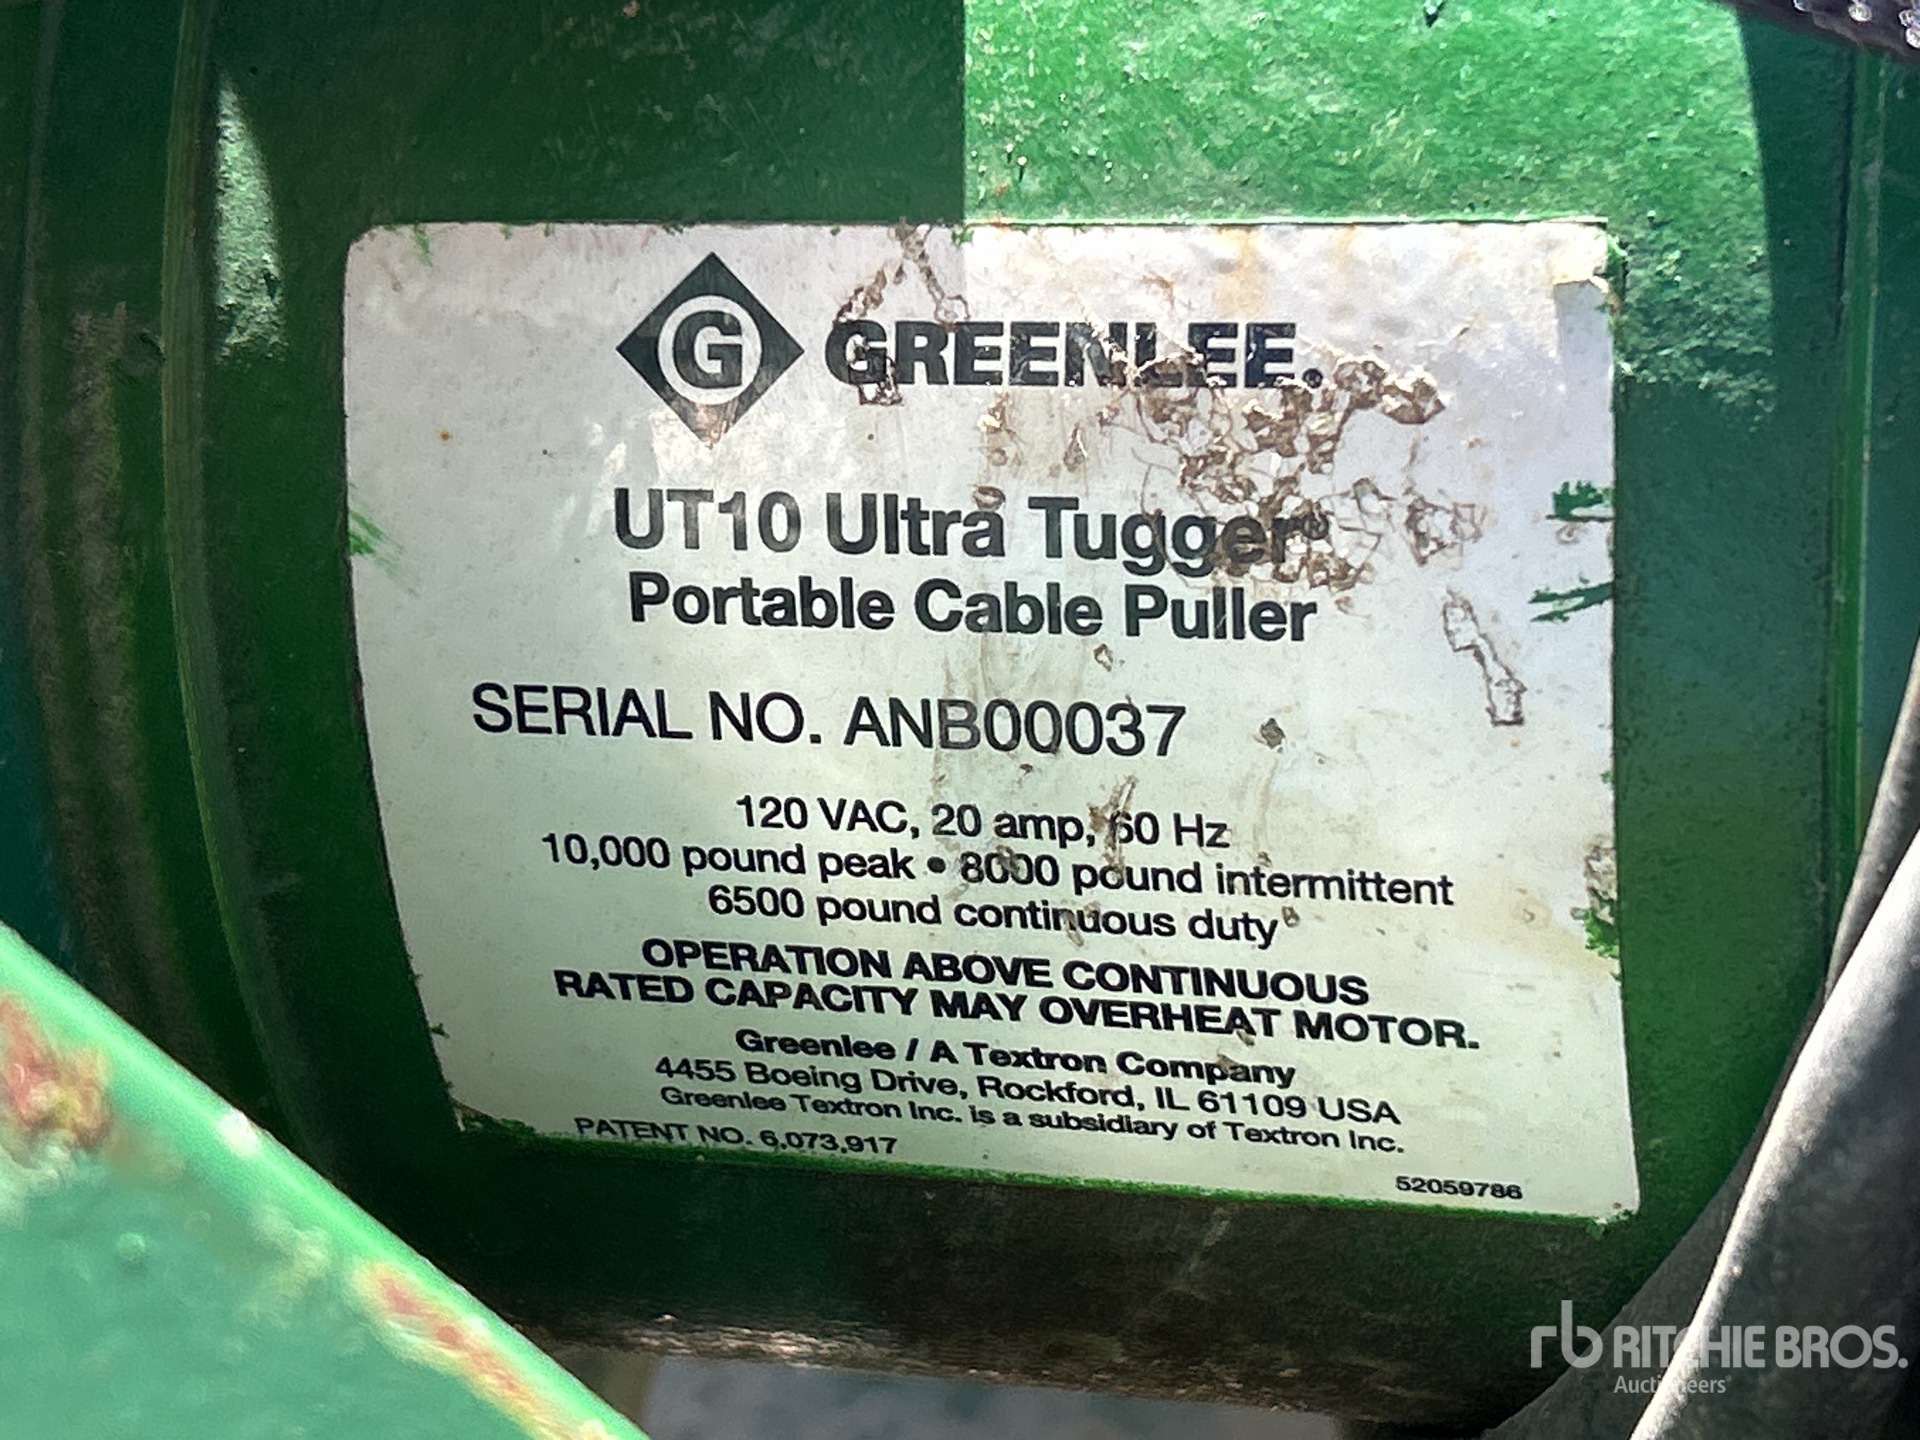 G GREENLEE®
UT10 Ultra Tugger®
Portable Cable Puller
SERIAL NO. ANB00037
120 VAC, 20 amp, 60 Hz
10,000 pound peak • 8000 pound intermittent
6500 pound continuous duty
OPERATION ABOVE CONTINUOUS
RATED CAPACITY MAY OVERHEAT MOTOR.
Greenlee / A Textron Company
4455 Boeing Drive, Rockford, IL 61109 USA
Greenlee Textron Inc. is a subsidiary of Textron Inc.
PATENT NO. 6,073,917
52059786
rb RITCHIE BROS.
Auctioneers